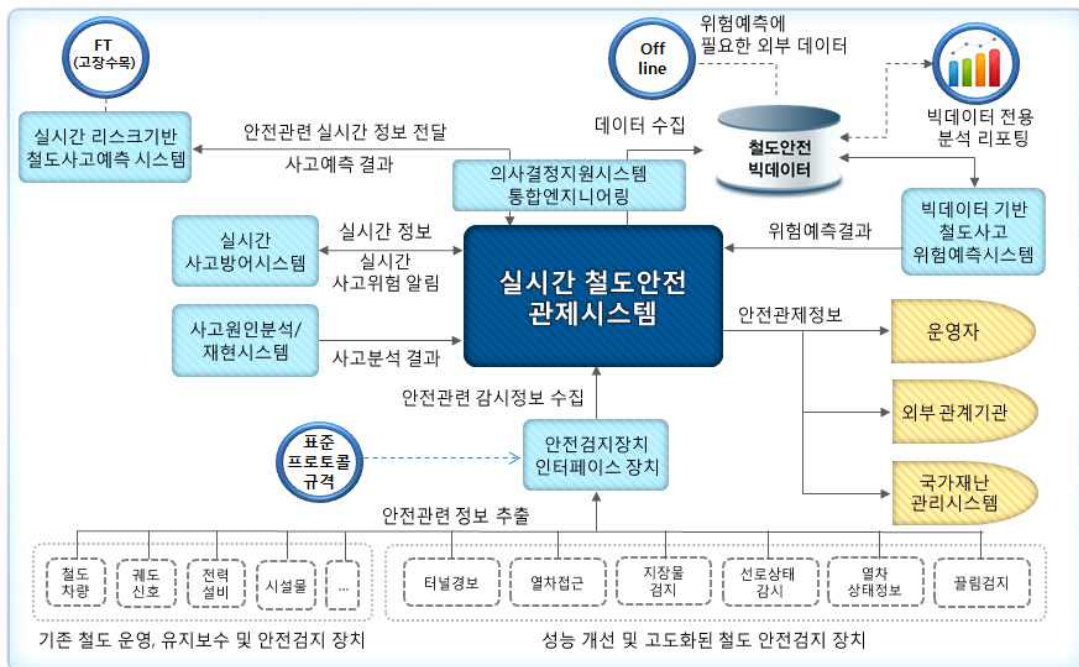 FT
(고장수목)
Off
line
위험예측에
필요한 외부 데이터
실시간 리스크기반
철도사고예측 시스템
안전관련 실시간 정보 전달
사고예측 결과
데이터 수집
철도안전
빅데이터
빅데이터 전용
분석 리포팅
의사결정지원시스템
통합엔지니어링
실시간
사고방어시스템
실시간 정보
실시간
사고위험 알림
실시간 철도안전
관제시스템
위험예측결과
빅데이터 기반
철도사고
위험예측시스템
사고원인분석/
재현시스템
사고분석 결과
안전관제정보
운영자
외부 관계기관
국가재난
관리시스템
안전관련 감시정보 수집
표준
프로토콜
규격
안전검지장치
인터페이스 장치
안전관련 정보 추출
철도
차량
궤도
신호
전력
설비
시설물
...
터널경보
열차접근
지장물
검지
선로상태
감시
열차
상태정보
끌림검지
기존 철도 운영, 유지보수 및 안전검지 장치
성능 개선 및 고도화된 철도 안전검지 장치